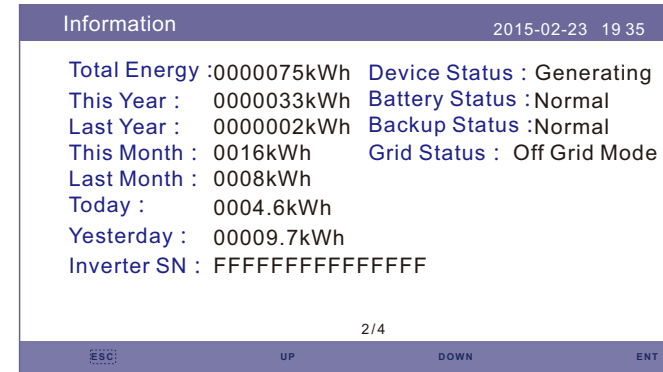 Information 2015-02-23 19 35
Total Energy : 0000075kWh Device Status : Generating
This Year : 0000033kWh Battery Status : Normal
Last Year : 0000002kWh Backup Status : Normal
This Month : 0016kWh Grid Status : Off Grid Mode
Last Month : 0008kWh
Today : 0004.6kWh
Yesterday : 00009.7kWh
Inverter SN : FFFFFFFFFFFFFFF
2/4
ESC UP DOWN ENT